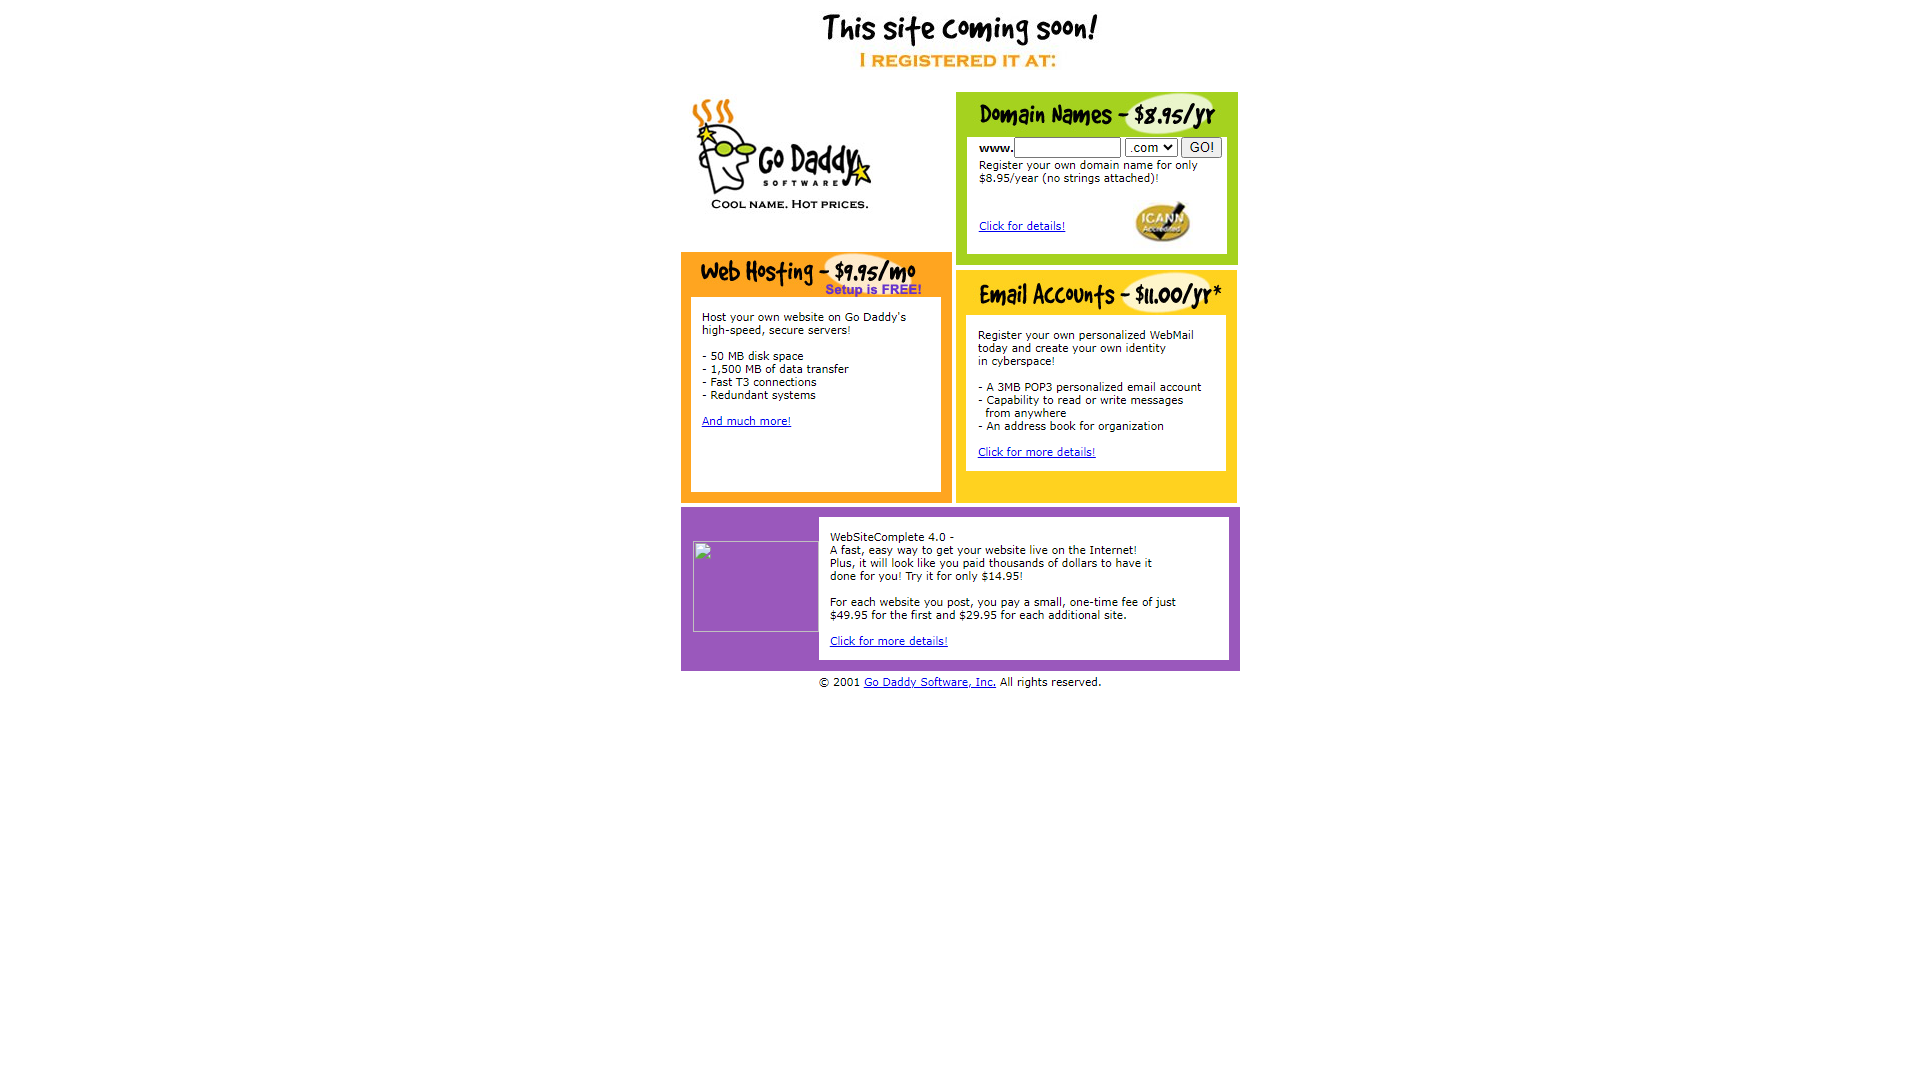 This site coming soon!
I REGISTERED IT AT:
Go Daddy
SOFTWARE
COOL NAME. HOT PRICES.
Domain Names - $8.95/yr
www. .com GO!
Register your own domain name for only
$8.95/year (no strings attached)!
ICANN
Accredited
Click for details!
Web Hosting - $9.95/mo
Setup is FREE!
Host your own website on Go Daddy's
high-speed, secure servers!
- 50 MB disk space
- 1,500 MB of data transfer
- Fast T3 connections
- Redundant systems
And much more!
Email Accounts - $11.00/yr*
Register your own personalized WebMail
today and create your own identity
in cyberspace!
- A 3MB POP3 personalized email account
- Capability to read or write messages
from anywhere
- An address book for organization
Click for more details!
WebSiteComplete 4.0 -
A fast, easy way to get your website live on the Internet!
Plus, it will look like you paid thousands of dollars to have it
done for you! Try it for only $14.95!
For each website you post, you pay a small, one-time fee of just
$49.95 for the first and $29.95 for each additional site.
Click for more details!
© 2001 Go Daddy Software, Inc. All rights reserved.